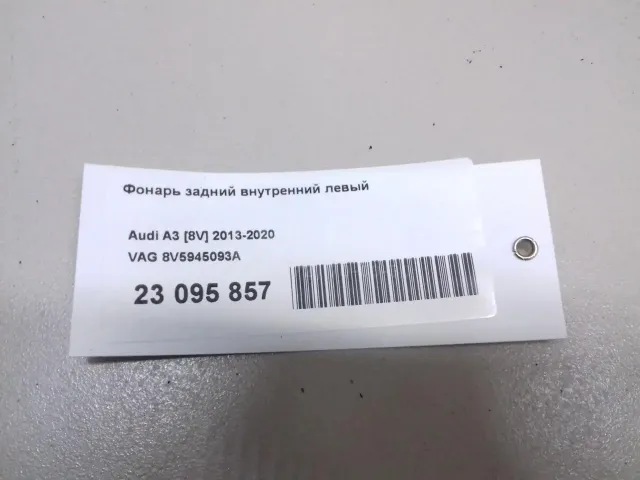 Фонарь задний внутренний левый
Audi A3 [8V] 2013-2020
VAG 8V5945093A
23 095 857